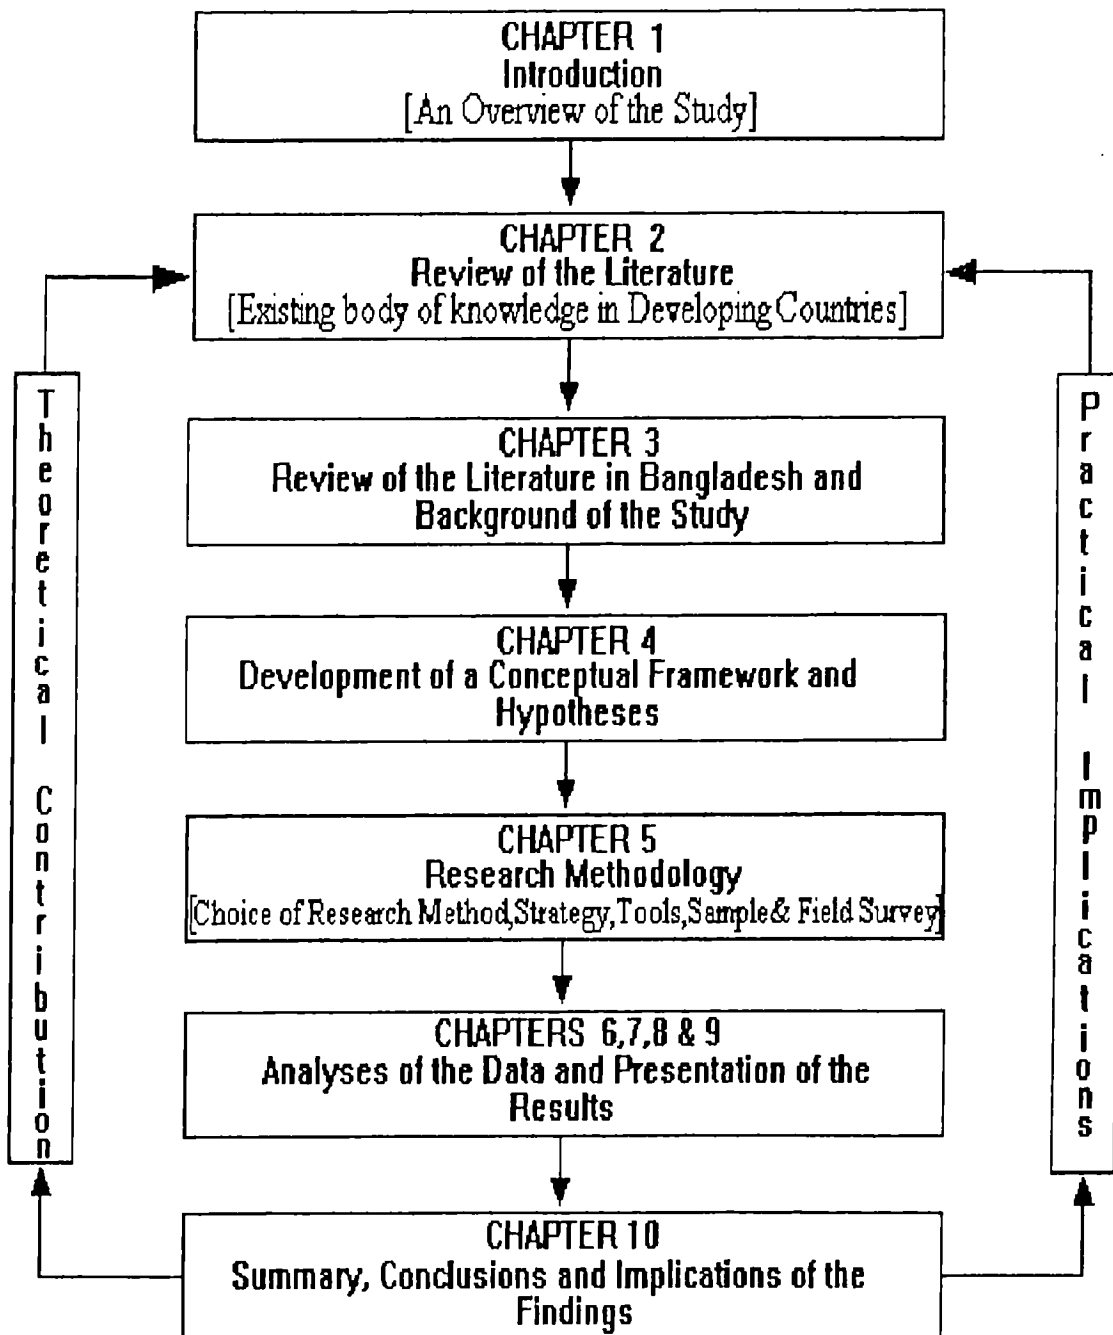 CHAPTER 1
Introduction
[An Overview of the Study]
CHAPTER 2
Review of the Literature
[Existing body of knowledge in Developing Countries]
CHAPTER 3
Review of the Literature in Bangladesh and
Background of the Study
CHAPTER 4
Development of a Conceptual Framework and
Hypotheses
CHAPTER 5
Research Methodology
[Choice of Research Method,Strategy,Tools,Sample& Field Survey]
CHAPTERS 6,7,8 & 9
Analyses of the Data and Presentation of the
Results
CHAPTER 10
Summary, Conclusions and Implications of the
Findings
Theoretical Contribution
Practical Implications